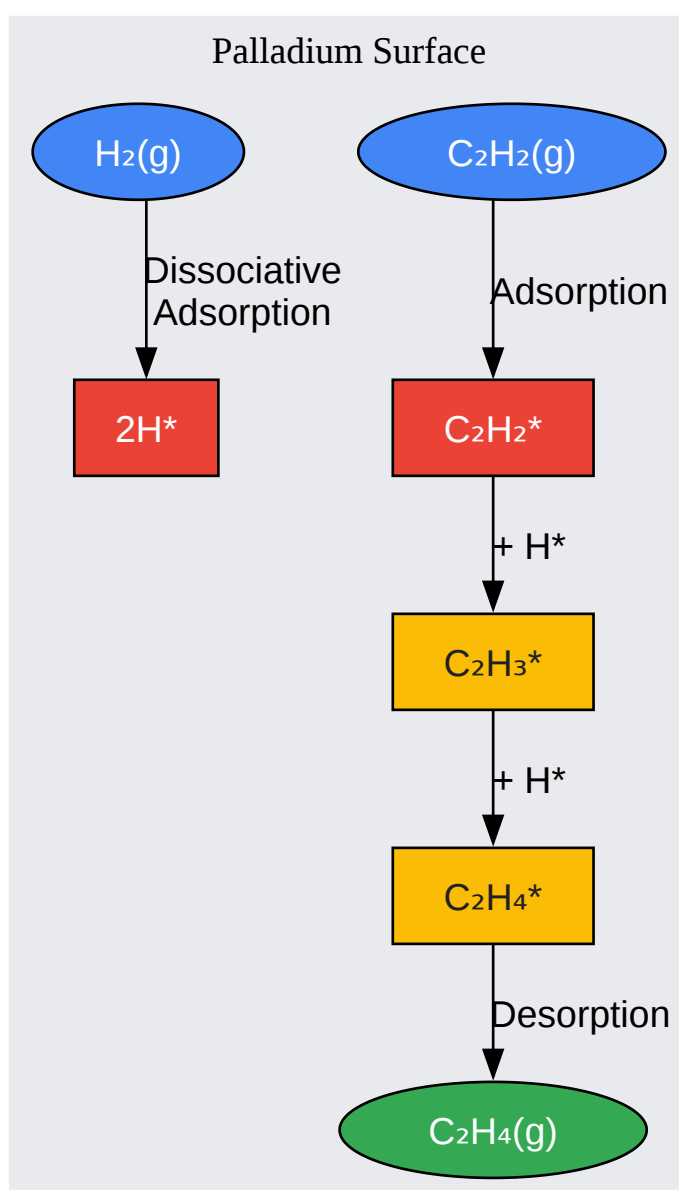 Palladium Surface
H₂(g)
C₂H₂(g)
Dissociative
Adsorption
Adsorption
2H*
C₂H₂*
+ H*
C₂H₃*
+ H*
C₂H₄*
Desorption
C₂H₄(g)